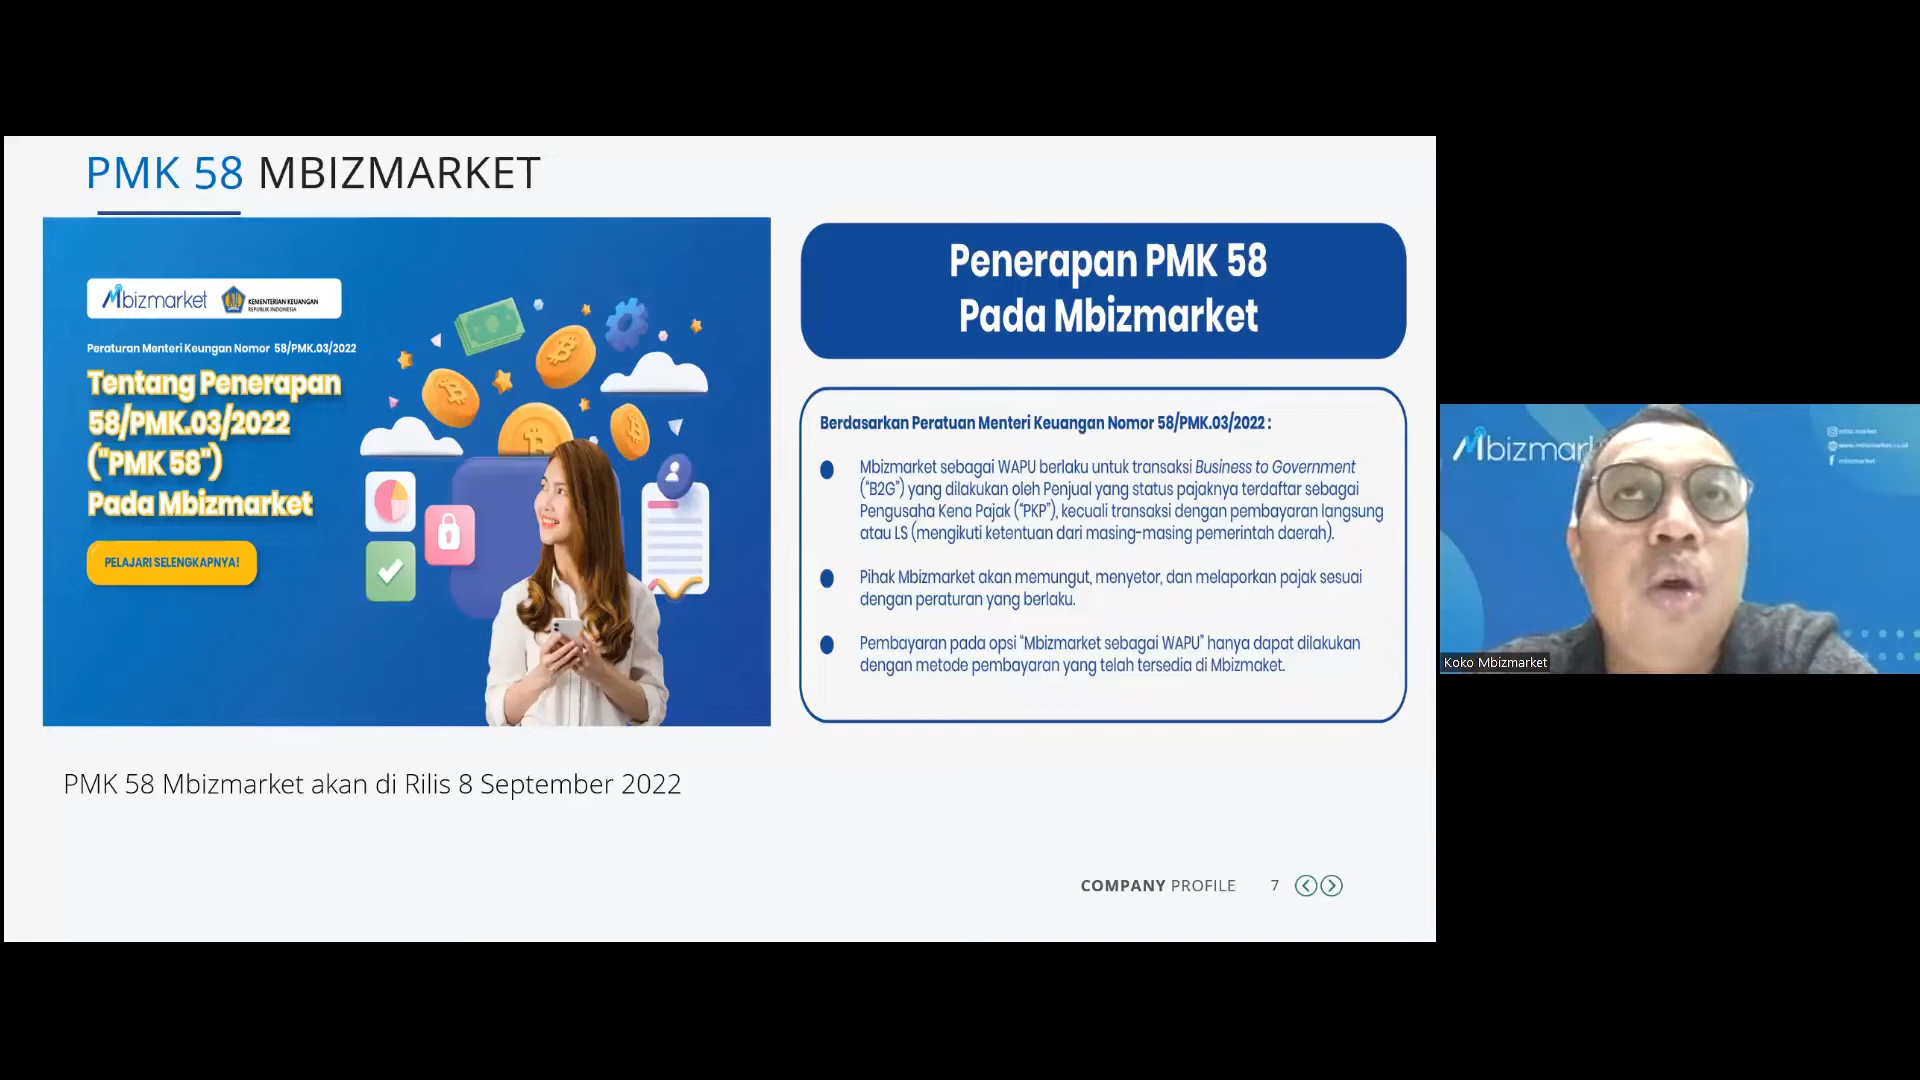 PMK 58 MBIZMARKET
Mbizmarket
KEMENTERIAN KEUANGAN
REPUBLIK INDONESIA
Peraturan Menteri Keungan Nomor 58/PMK.03/2022
Tentang Penerapan
58/PMK.03/2022
("PMK 58")
Pada Mbizmarket
PELAJARI SELENGKAPNYA!
Penerapan PMK 58
Pada Mbizmarket
Berdasarkan Peratuan Menteri Keuangan Nomor 58/PMK.03/2022 :
Mbizmarket sebagai WAPU berlaku untuk transaksi Business to Government
("B2G") yang dilakukan oleh Penjual yang status pajaknya terdaftar sebagai
Pengusaha Kena Pajak ("PKP"), kecuali transaksi dengan pembayaran langsung
atau LS (mengikuti ketentuan dari masing-masing pemerintah daerah).
Pihak Mbizmarket akan memungut, menyetor, dan melaporkan pajak sesuai
dengan peraturan yang berlaku.
Pembayaran pada opsi "Mbizmarket sebagai WAPU" hanya dapat dilakukan
dengan metode pembayaran yang telah tersedia di Mbizmaket.
PMK 58 Mbizmarket akan di Rilis 8 September 2022
COMPANY PROFILE 7
Mbizmark
Koko Mbizmarket